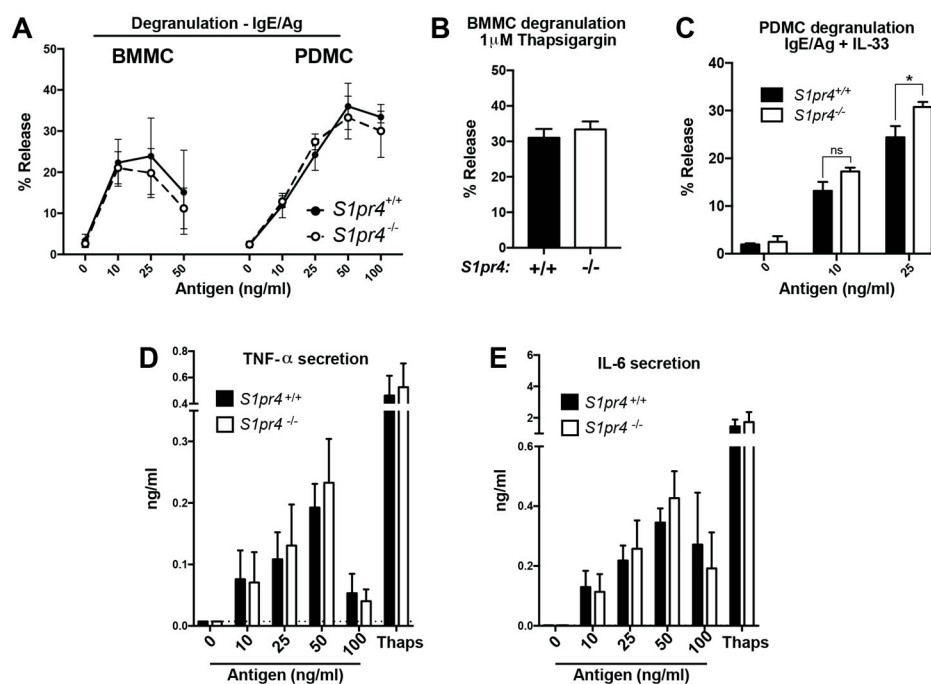 A
Degranulation - IgE/Ag
BMMC
PDMC
% Release
40
30
20
10
0
S1pr4+/+
S1pr4-/-
0
10
25
50
0
10
25
50
100
Antigen (ng/ml)
B
BMMC degranulation
1μM Thapsigargin
% Release
50
40
30
20
10
0
S1pr4:
+/+
-/-
C
PDMC degranulation
IgE/Ag + IL-33
% Release
40
30
20
10
0
S1pr4+/+
S1pr4-/-
ns
*
0
10
25
Antigen (ng/ml)
D
TNF-α secretion
ng/ml
0.8
0.6
0.4
0.3
0.2
0.1
0.0
S1pr4 +/+
S1pr4 -/-
0
10
25
50
100
Thaps
Antigen (ng/ml)
E
IL-6 secretion
ng/ml
6
4
2
0.6
0.4
0.2
0.0
S1pr4 +/+
S1pr4 -/-
0
10
25
50
100
Thaps
Antigen (ng/ml)